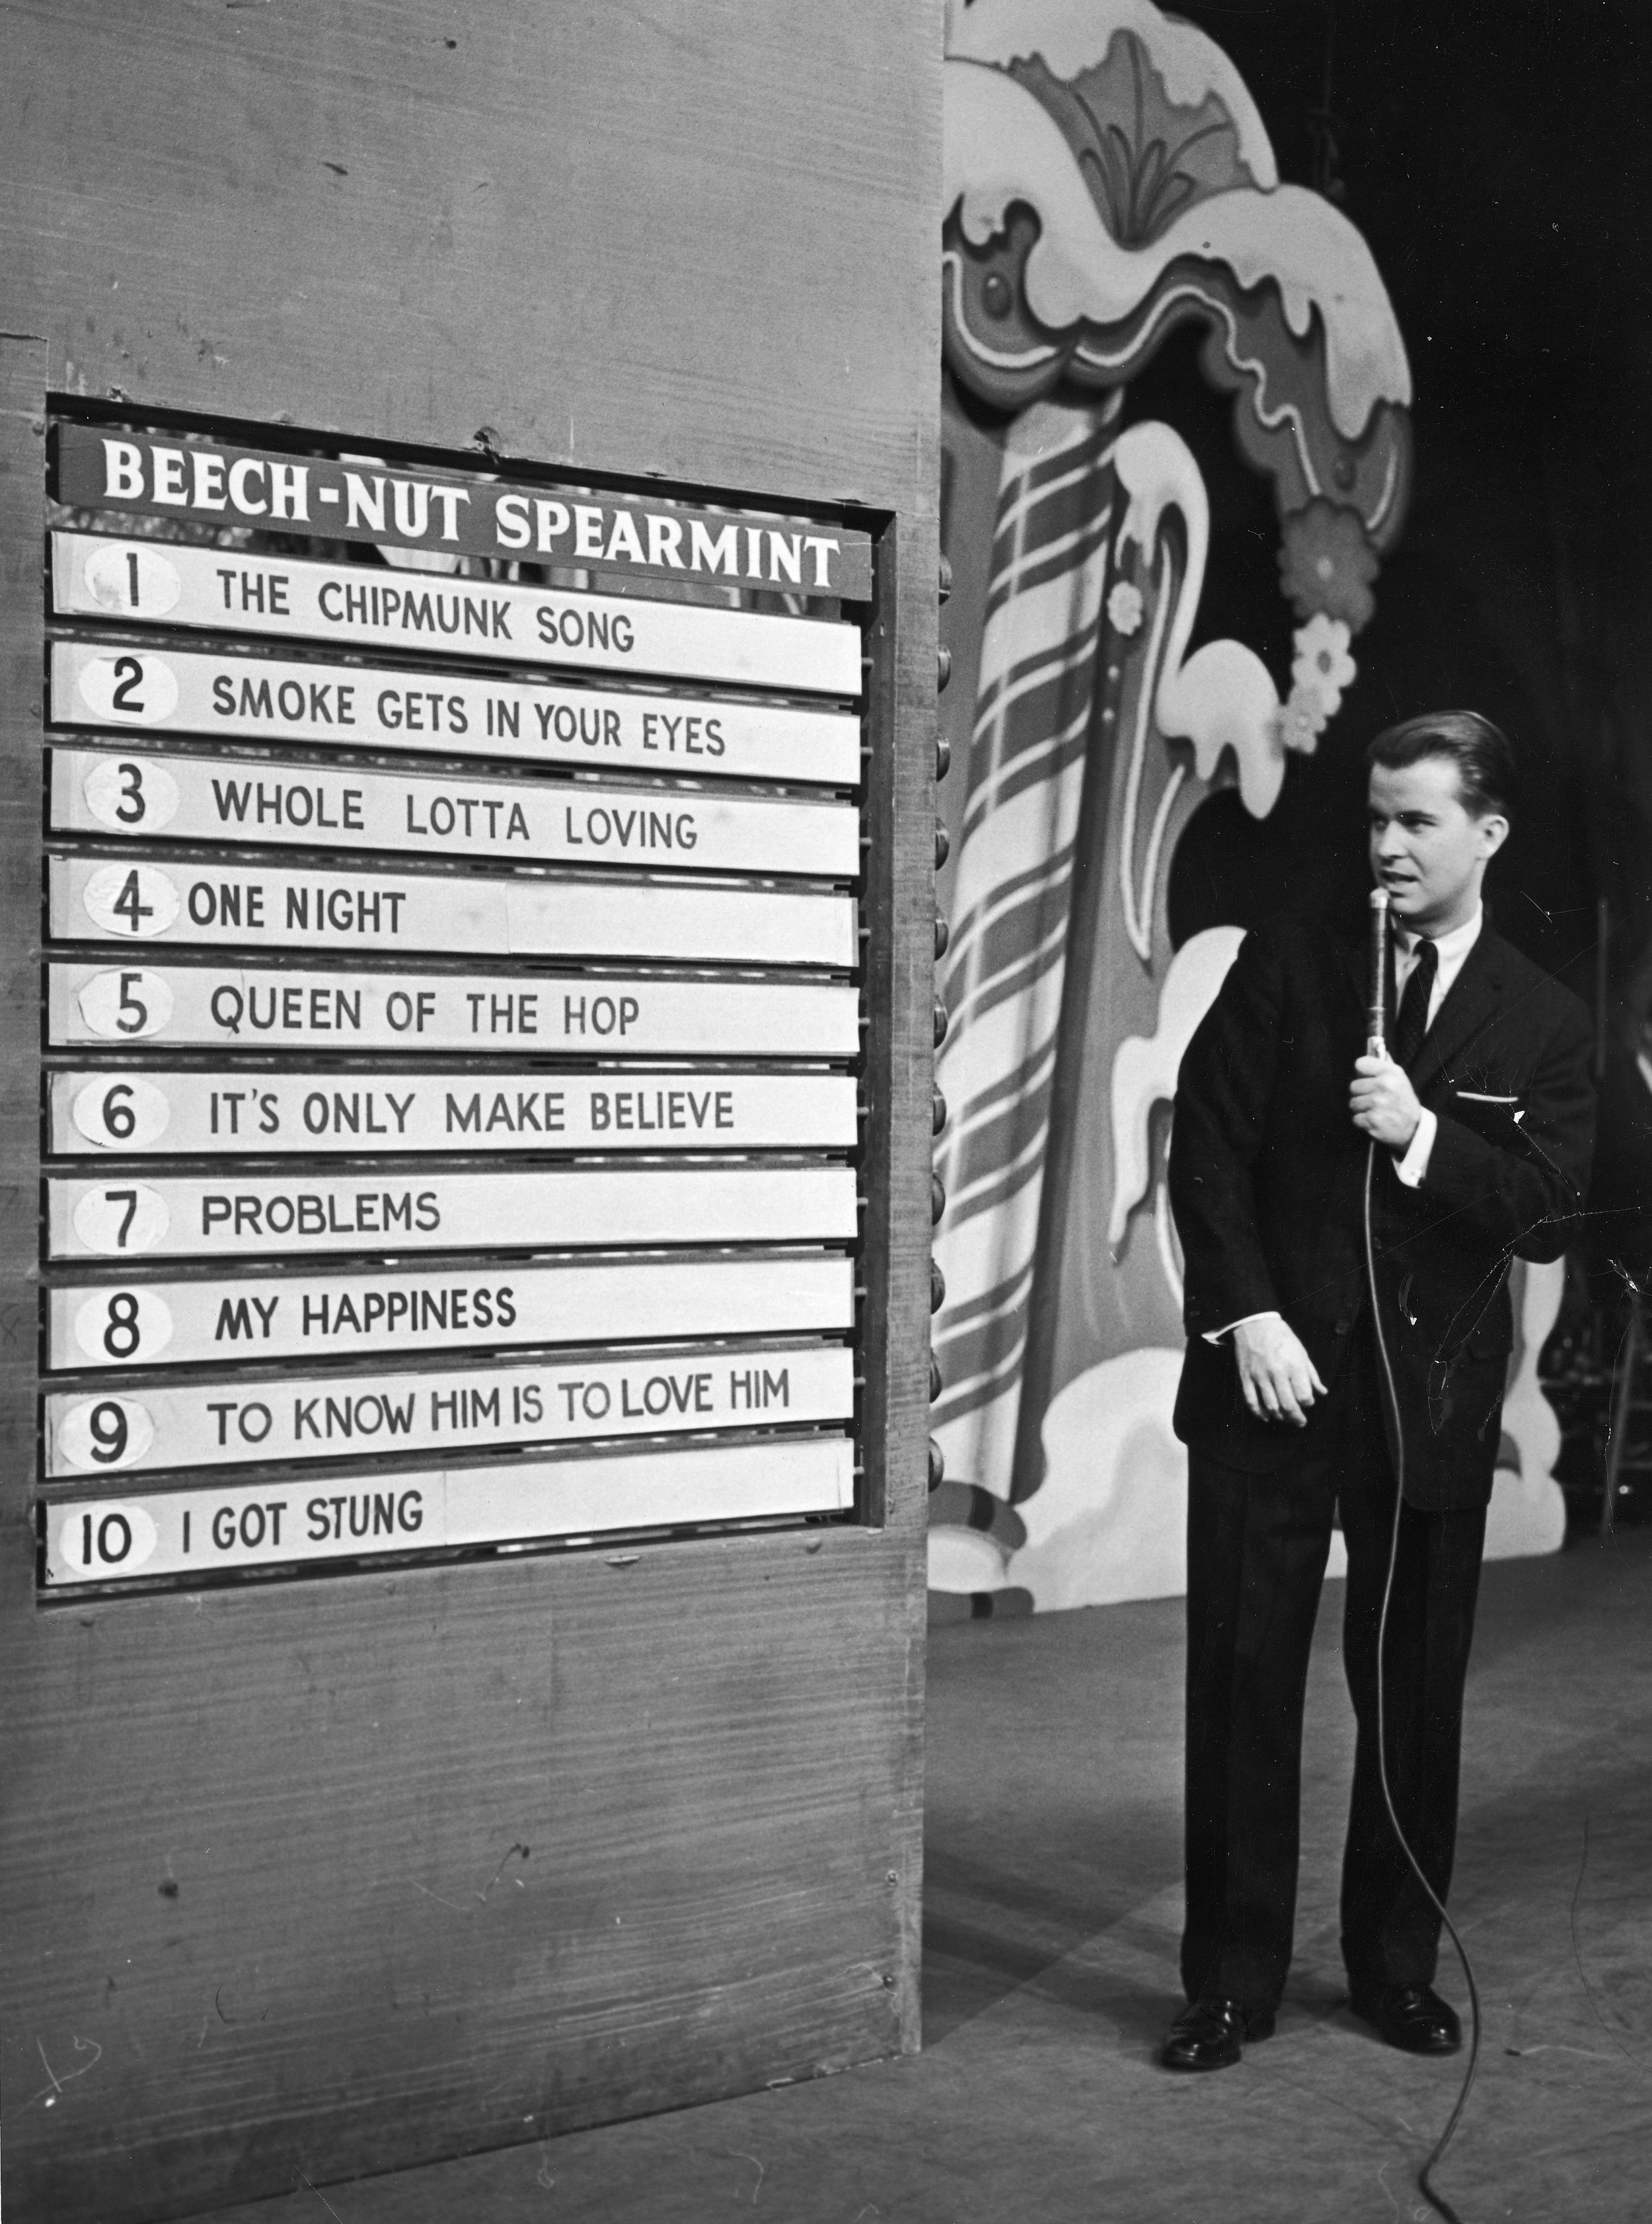 BEECH-NUT SPEARMINT
1 THE CHIPMUNK SONG
2 SMOKE GETS IN YOUR EYES
3 WHOLE LOTTA LOVING
4 ONE NIGHT
5 QUEEN OF THE HOP
6 IT'S ONLY MAKE BELIEVE
7 PROBLEMS
8 MY HAPPINESS
9 TO KNOW HIM IS TO LOVE HIM
10 I GOT STUNG